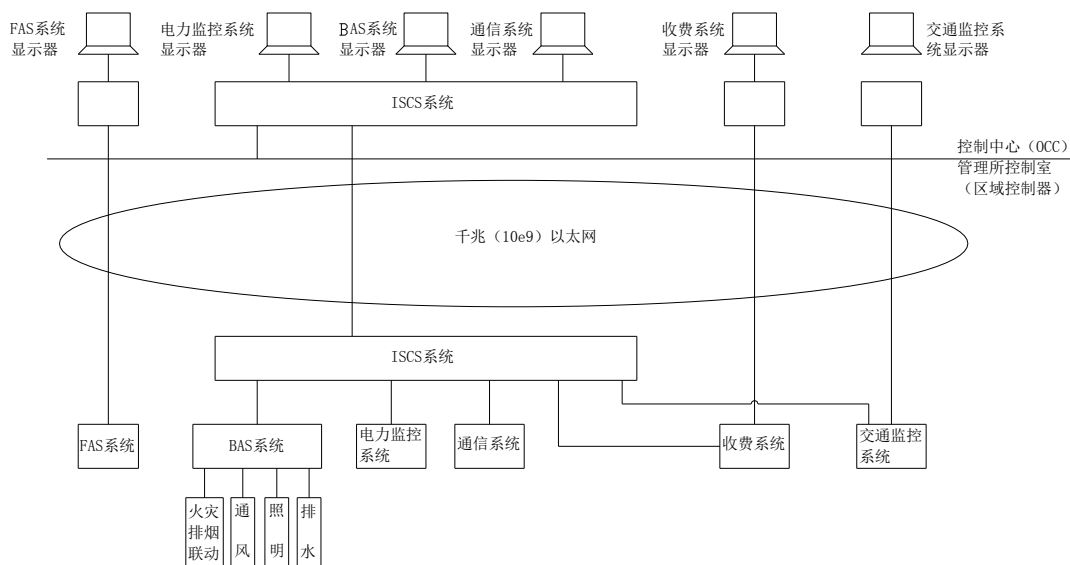 FAS系统
显示器
电力监控系统
显示器
BAS系统
显示器
通信系统
显示器
收费系统
显示器
交通监控系
统显示器
ISCS系统
控制中心（OCC）
管理所控制室
（区域控制器）
千兆（10e9）以太网
ISCS系统
FAS系统
BAS系统
电力监控
系统
通信系统
收费系统
交通监控
系统
火灾
排烟
联动
通
风
照
明
排
水